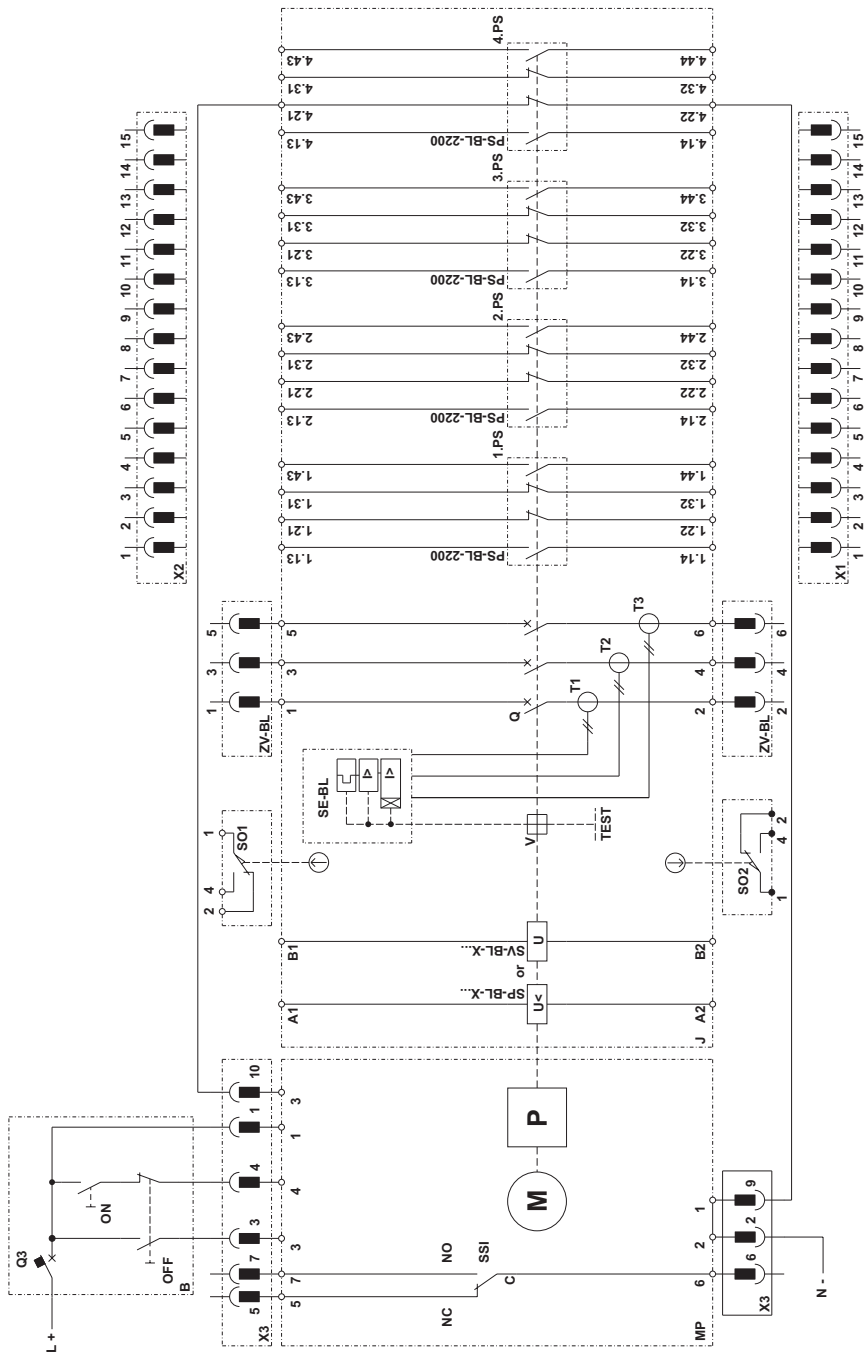 L +
Q3
ON
OFF
B
5 7 3 4 1 10
X3
5 7 3 4 1 3
NC
NO
SSI
C
M
P
6 2 1
MP
6 2 9
X3
N -
A1
B1
SP-BL-X...
or
SV-BL-X...
U<
U
A2
B2
J
2 4 1
SO1
SO2
1 4 2
SE-BL
I>
I>
V
TEST
1 3 5
ZV-BL
1 3 5
Q
T1
T2
T3
2 4 6
ZV-BL
2 4 6
1 2 3 4 5 6 7 8 9 10 11 12 13 14 15
X2
1.13 1.21 1.31 1.43
PS-BL-2200
1.PS
1.14 1.22 1.32 1.44
2.13 2.21 2.31 2.43
PS-BL-2200
2.PS
2.14 2.22 2.32 2.44
3.13 3.21 3.31 3.43
PS-BL-2200
3.PS
3.14 3.22 3.32 3.44
4.13 4.21 4.31 4.43
PS-BL-2200
4.PS
4.14 4.22 4.32 4.44
X1
1 2 3 4 5 6 7 8 9 10 11 12 13 14 15